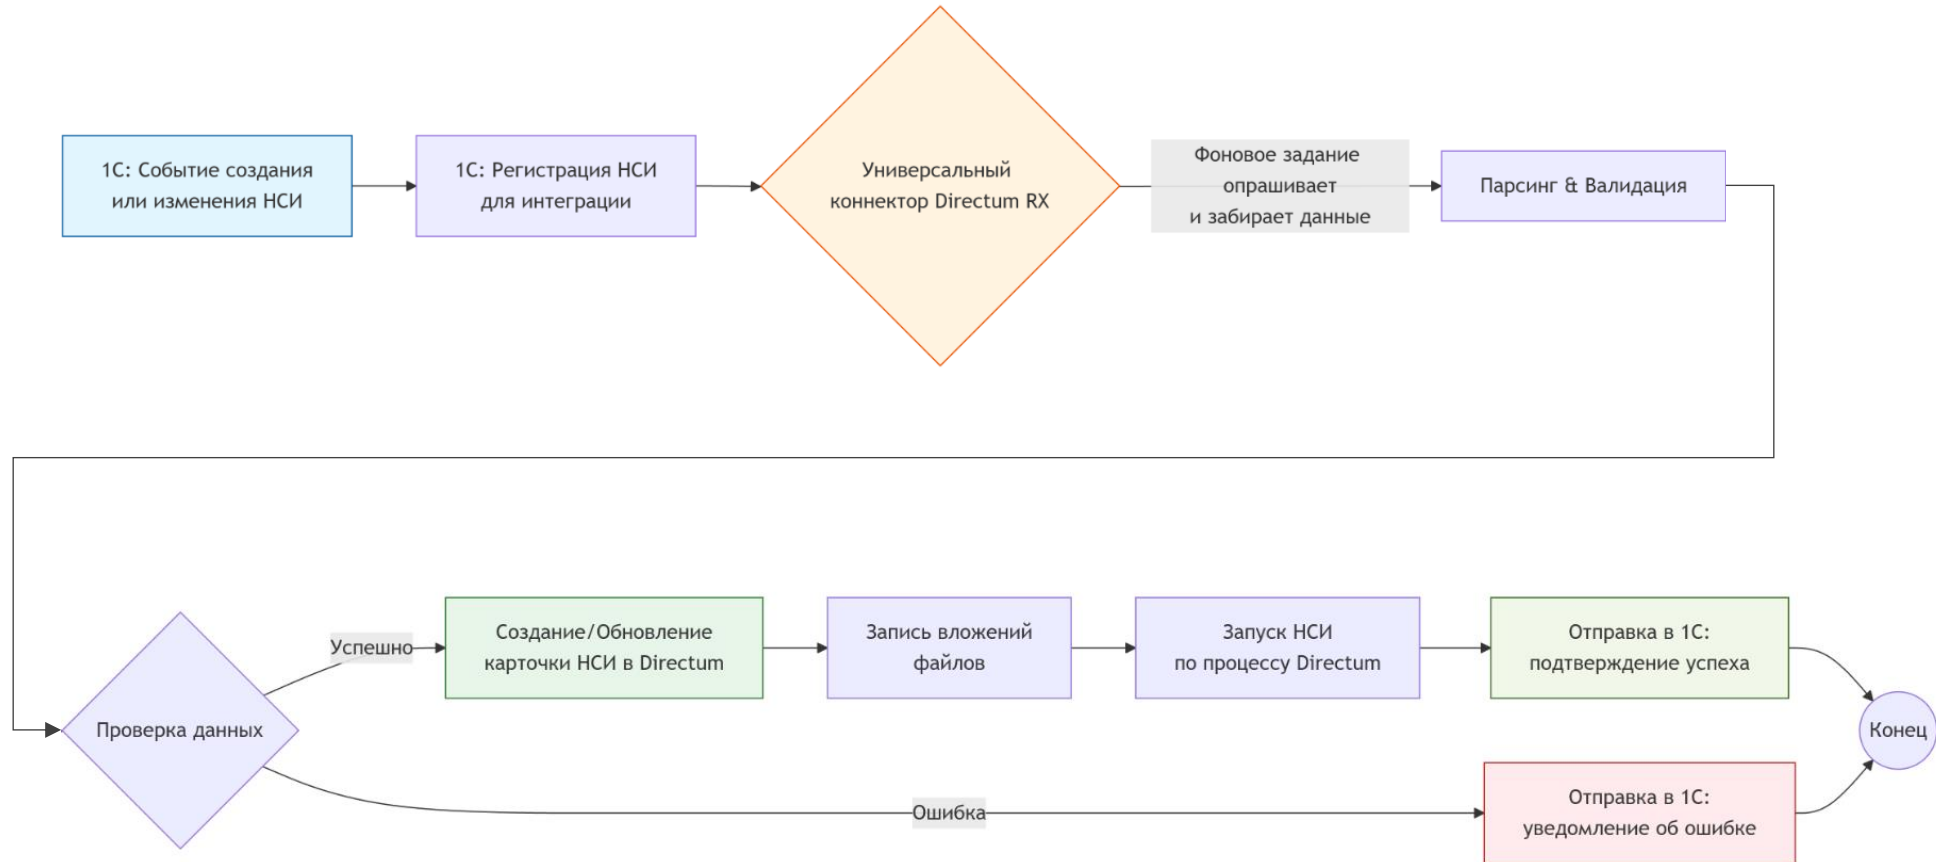 1С: Событие создания
или изменения НСИ
1С: Регистрация НСИ
для интеграции
Универсальный
коннектор Directum RX
Фоновое задание
опрашивает
и забирает данные
Парсинг & Валидация
Проверка данных
Успешно
Создание/Обновление
карточки НСИ в Directum
Запись вложений
файлов
Запуск НСИ
по процессу Directum
Отправка в 1С:
подтверждение успеха
Конец
Ошибка
Отправка в 1С:
уведомление об ошибке